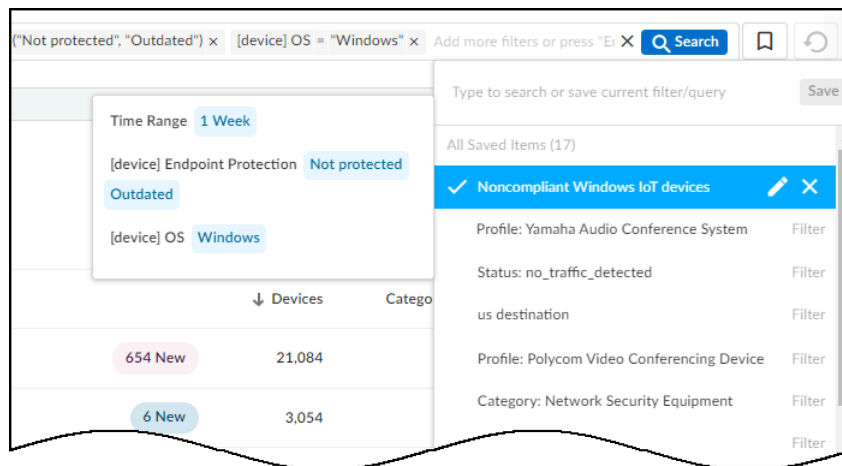 ("Not protected", "Outdated") × [device] OS = "Windows" × Add more filters or press "E × Search
Type to search or save current filter/query Save
All Saved Items (17)
Time Range 1 Week
[device] Endpoint Protection Not protected
Outdated
[device] OS Windows
Noncompliant Windows IoT devices
Profile: Yamaha Audio Conference System Filter
Status: no_traffic_detected Filter
us destination Filter
Profile: Polycom Video Conferencing Device Filter
Category: Network Security Equipment Filter
Filter
↓ Devices Catego
654 New 21,084
6 New 3,054